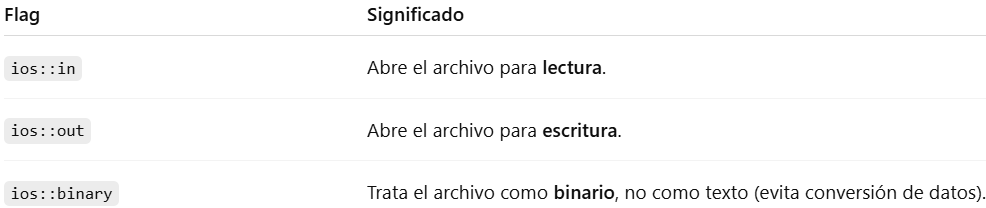 Flag Significado
ios::in Abre el archivo para lectura.
ios::out Abre el archivo para escritura.
ios::binary Trata el archivo como binario, no como texto (evita conversión de datos).